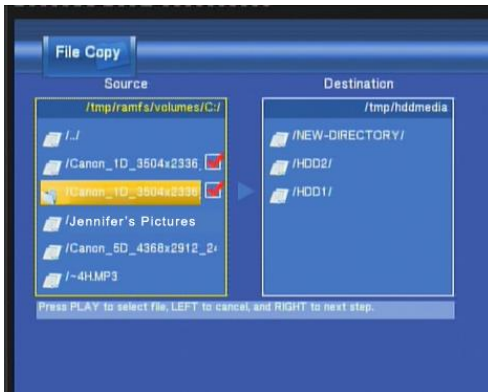 File Copy
Source
Destination
/tmp/ramfs/volumes/C:/
/tmp/hddmedia
/../
/NEW-DIRECTORY/
/Canon_1D_3504x2336_
/HDD2/
/Canon_1D_3504x2336
/HDD1/
/Jennifer's Pictures
/Canon_5D_4368x2912_2
/~4H.MP3
Press PLAY to select file, LEFT to cancel, and RIGHT to next step.